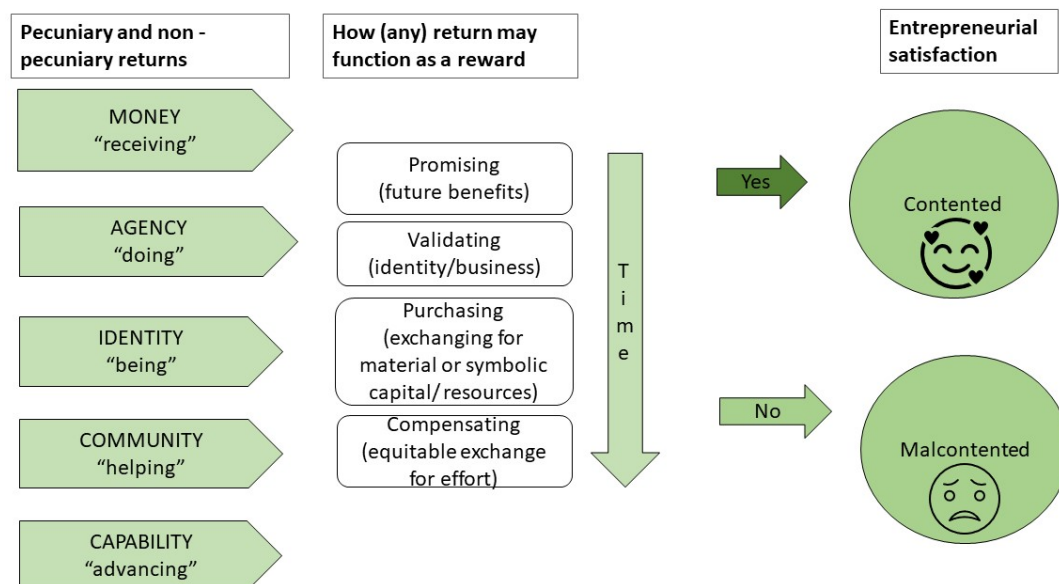 Pecuniary and non -
pecuniary returns
How (any) return may
function as a reward
Entrepreneurial
satisfaction
MONEY
“receiving”
AGENCY
“doing”
IDENTITY
“being”
COMMUNITY
“helping”
CAPABILITY
“advancing”
Promising
(future benefits)
Validating
(identity/business)
Purchasing
(exchanging for
material or symbolic
capital/ resources)
Compensating
(equitable exchange
for effort)
Time
Yes
No
Contented
Malcontented